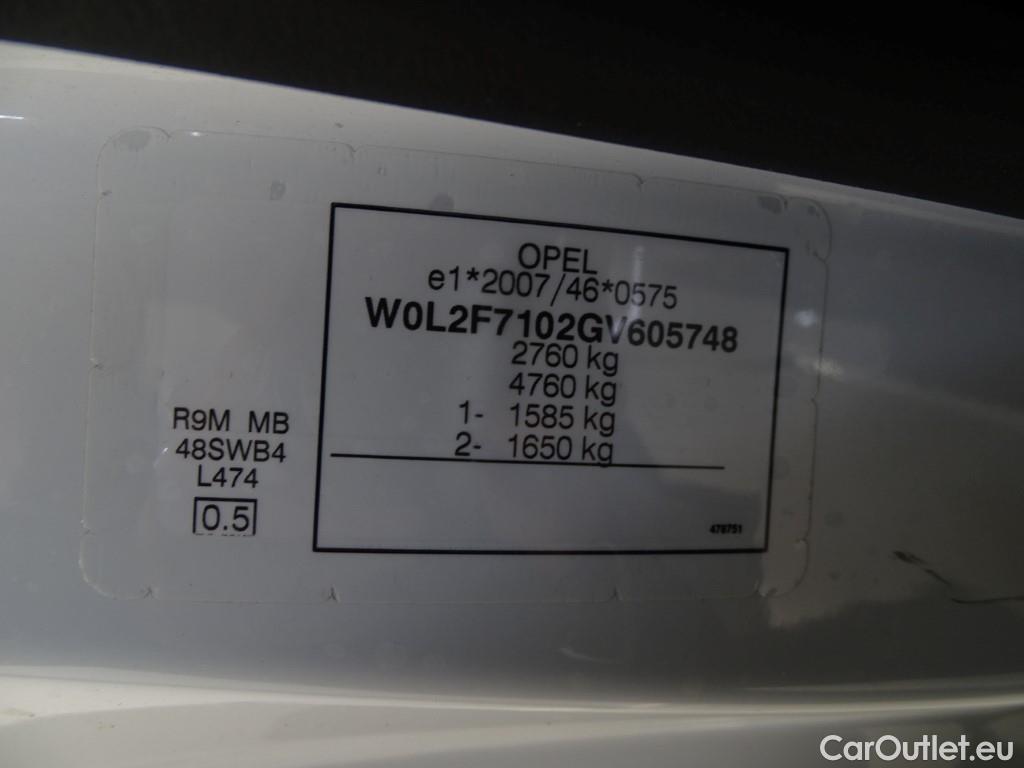 OPEL
e1*2007/46*0575
W0L2F7102GV605748
2760 kg
4760 kg
1- 1585 kg
2- 1650 kg
R9M MB
48SWB4
L474
0.5
478751
CarOutlet.eu